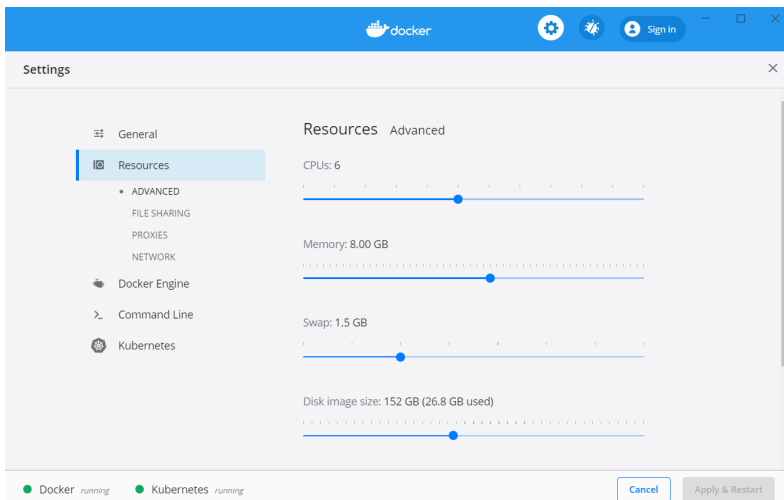 docker
Sign in
Settings
General
Resources
ADVANCED
FILE SHARING
PROXIES
NETWORK
Docker Engine
Command Line
Kubernetes
Resources Advanced
CPUs: 6
Memory: 8.00 GB
Swap: 1.5 GB
Disk image size: 152 GB (26.8 GB used)
Docker running
Kubernetes running
Cancel
Apply & Restart